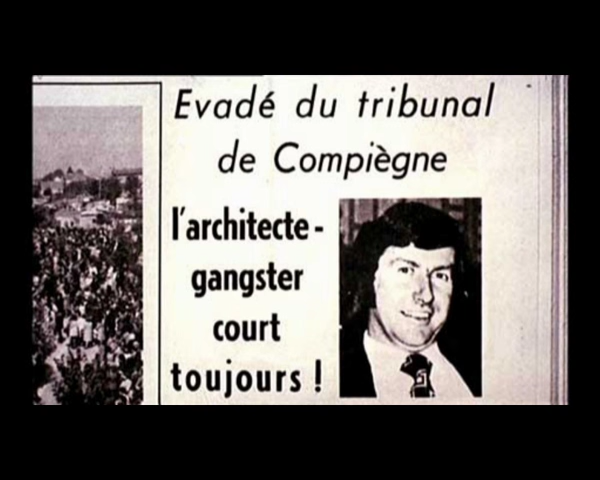 Evadé du tribunal
de Compiègne
l'architecte-
gangster
court
toujours !